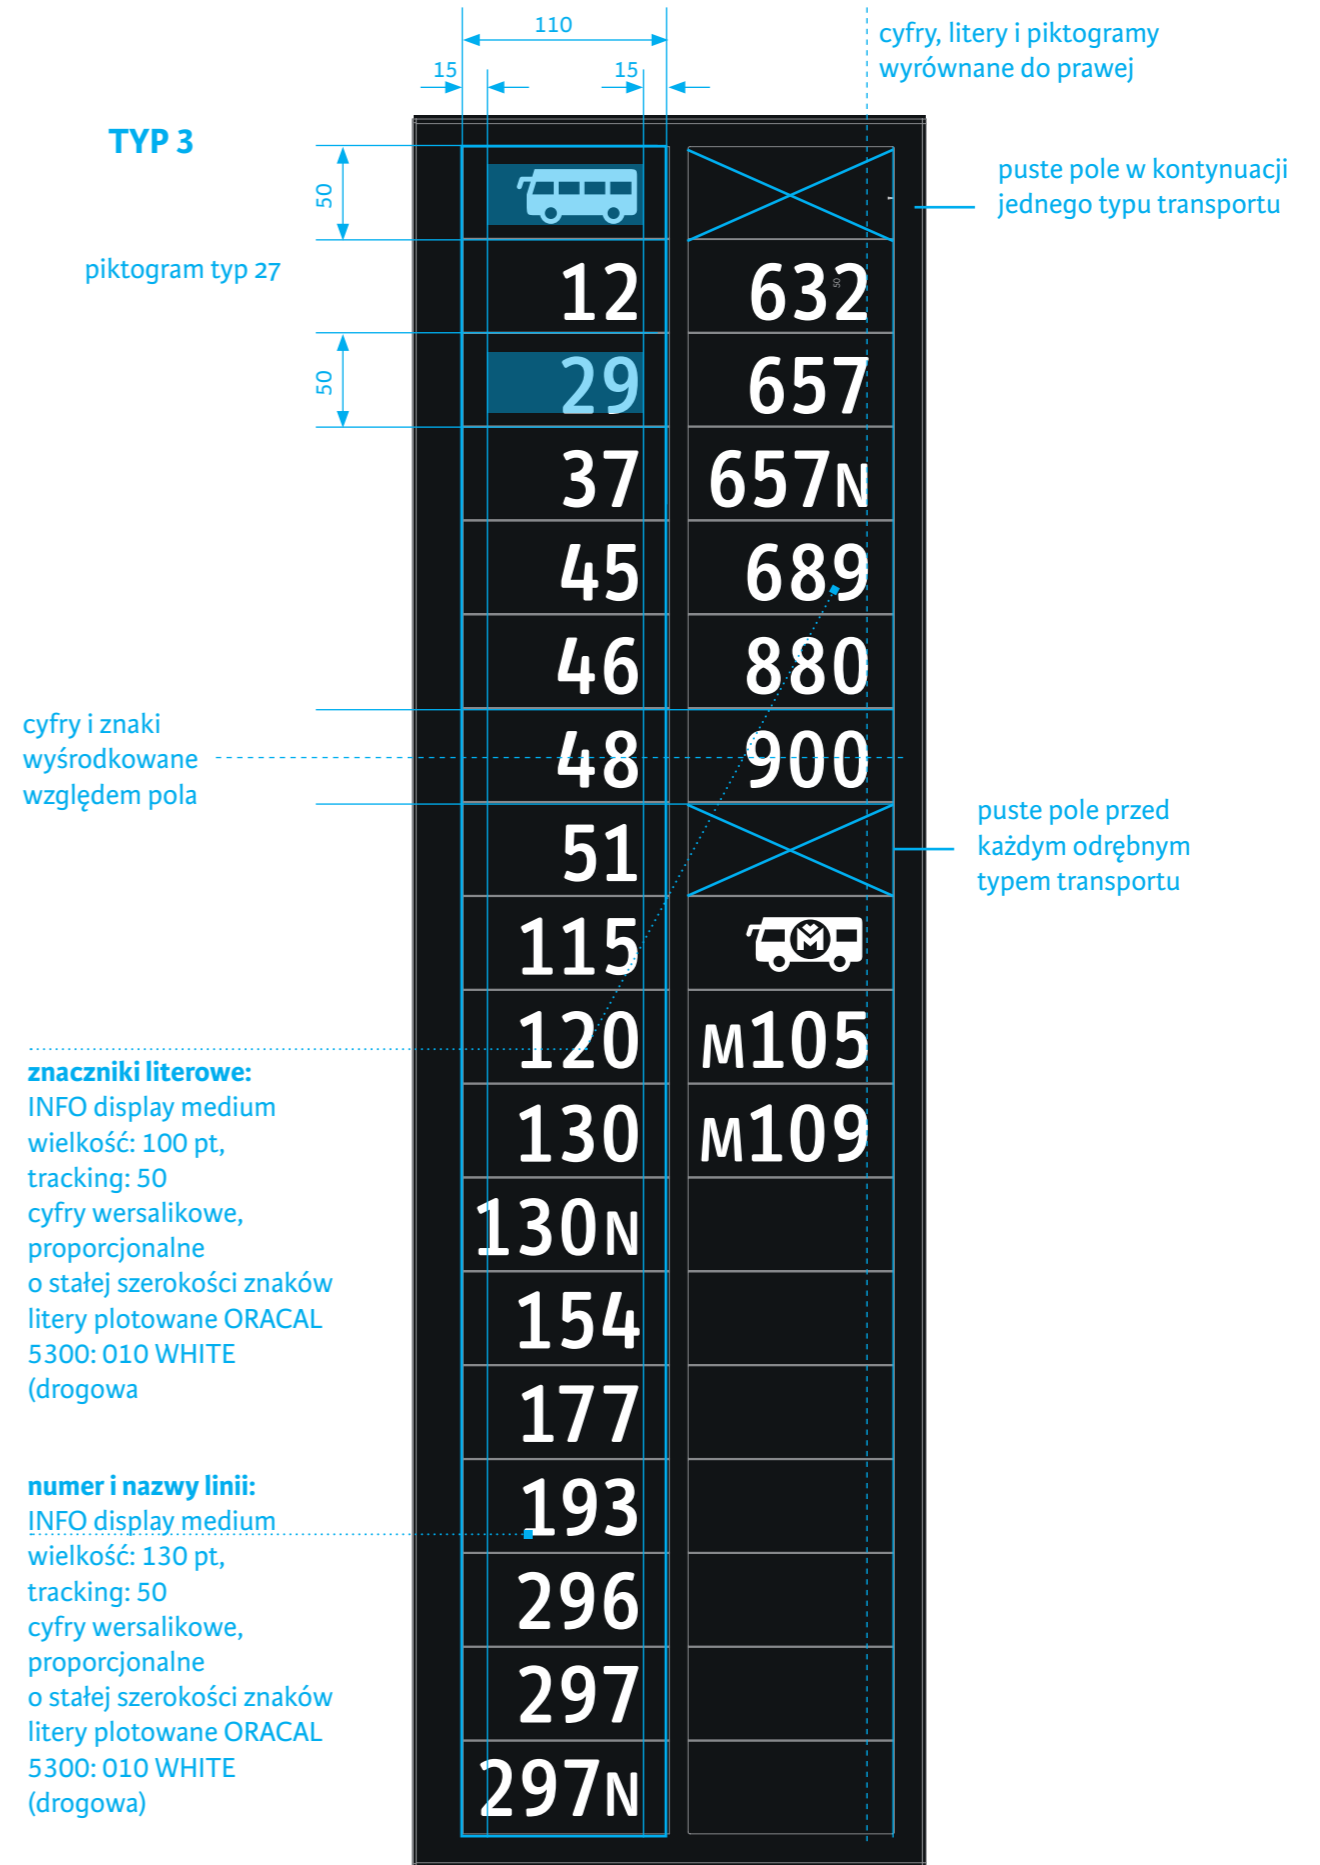 110
15
15
cyfry, litery i piktogramy
wyrównane do prawej
TYP 3
50
puste pole w kontynuacji
jednego typu transportu
piktogram typ 27
50
12
29
37
45
46
48
51
115
120
130
130N
154
177
193
296
297
297N
632
50
657
657N
689
880
900
M
M105
M109
cyfry i znaki
wyśrodkowane
względem pola
puste pole przed
każdym odrębnym
typem transportu
znaczniki literowe:
INFO display medium
wielkość: 100 pt,
tracking: 50
cyfry wersalikowe,
proporcjonalne
o stałej szerokości znaków
litery plotowane ORACAL
5300: 010 WHITE
(drogowa
numer i nazwy linii:
INFO display medium
wielkość: 130 pt,
tracking: 50
cyfry wersalikowe,
proporcjonalne
o stałej szerokości znaków
litery plotowane ORACAL
5300: 010 WHITE
(drogowa)